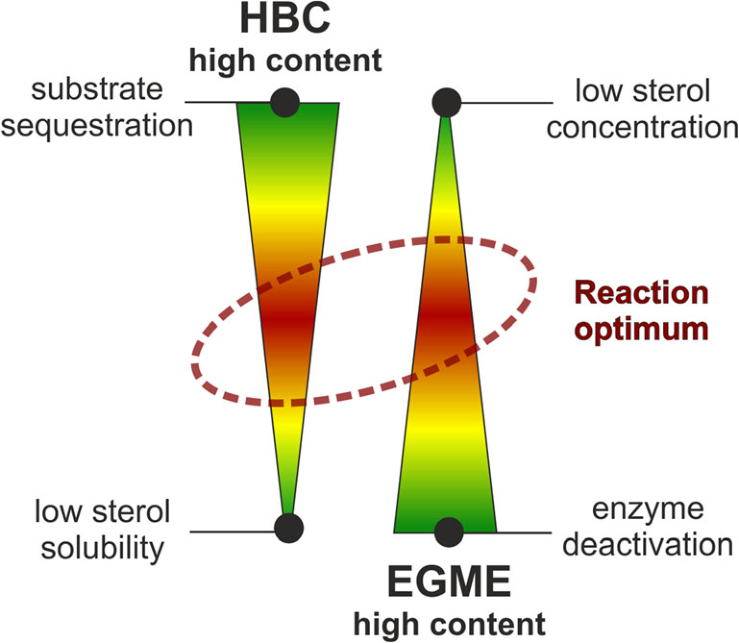 HBC
high content
substrate
sequestration
low sterol
concentration
Reaction
optimum
low sterol
solubility
enzyme
deactivation
EGME
high content